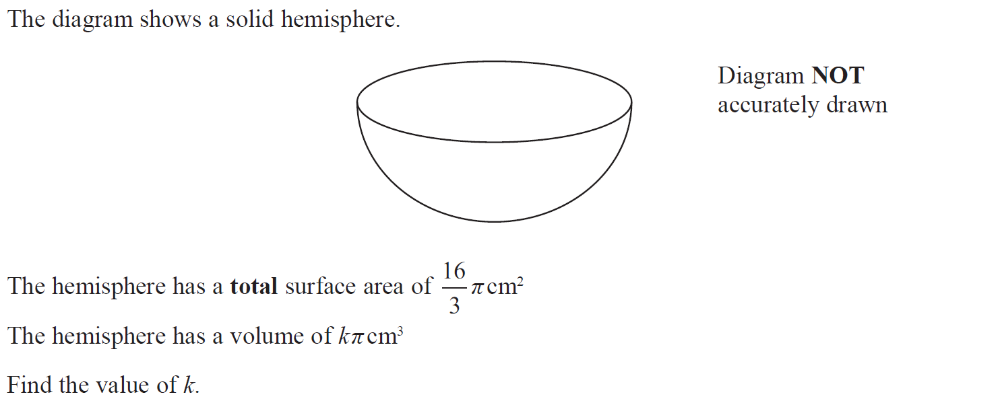 The diagram shows a solid hemisphere.
Diagram NOT
accurately drawn
The hemisphere has a total surface area of 16/3 π cm²
The hemisphere has a volume of kπ cm³
Find the value of k.